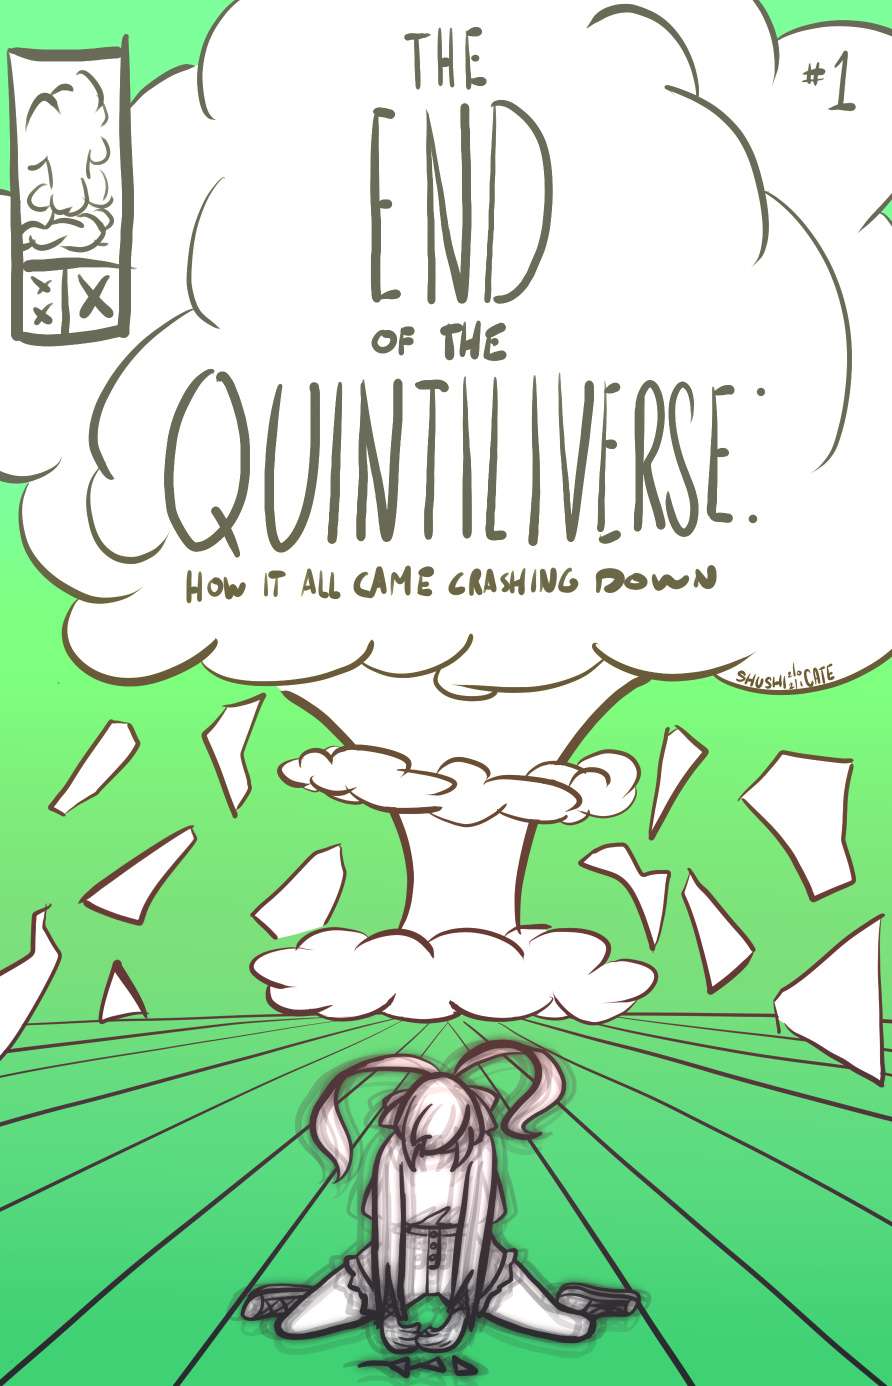 THE
#1
END
OF THE
QUINTILIVERSE:
HOW IT ALL CAME CRASHING DOWN
SHUSHI CATE